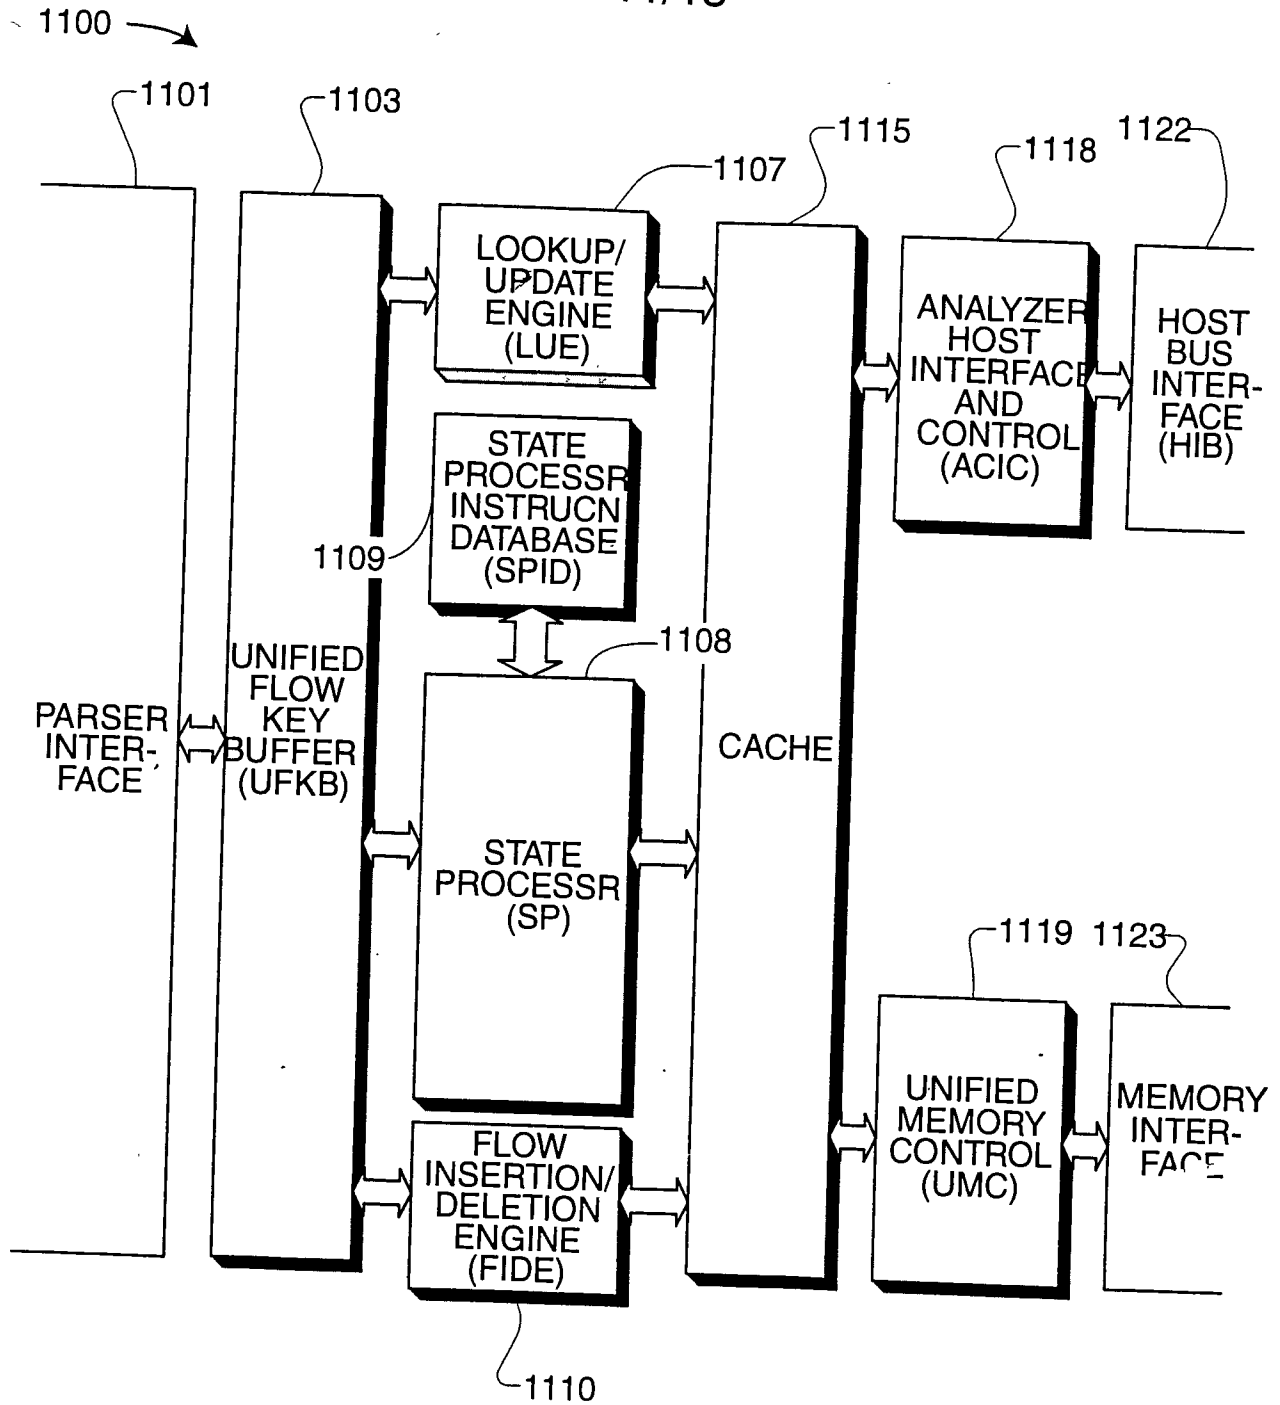 1100
1101
1103
1107
1115
1118
1122
LOOKUP/
UPDATE
ENGINE
(LUE)
ANALYZER
HOST
INTERFACE
AND
CONTROL
(ACIC)
HOST
BUS
INTER-
FACE
(HIB)
STATE
PROCESSR
INSTRUCN
DATABASE
(SPID)
1109
1108
UNIFIED
FLOW
KEY
BUFFER
(UFKB)
PARSER
INTER-
FACE
CACHE
STATE
PROCESSR
(SP)
1119
1123
UNIFIED
MEMORY
CONTROL
(UMC)
MEMORY
INTER-
FACE
FLOW
INSERTION/
DELETION
ENGINE
(FIDE)
1110